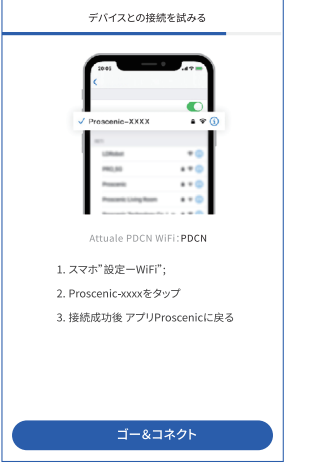 デバイスとの接続を試みる
20:05
Prescenic-XXXX
Attuale PDCN WiFi:PDCN
1. スマホ”設定ーWiFi”;
2. Proscenic-xxxxをタップ
3. 接続成功後 アプリProscenicに戻る
ゴー&コネクト